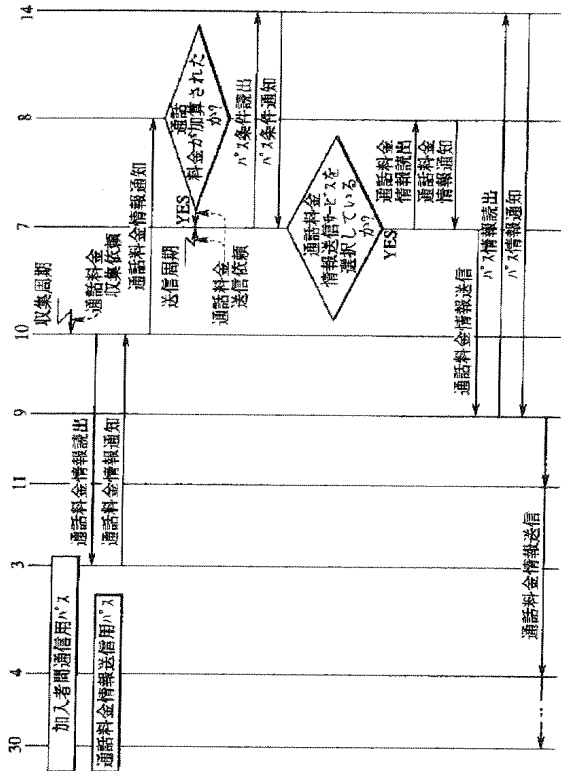 30
4
3
11
9
10
7
8
14
加入者間通信用パス
通話料金情報送信用パス
収集周期
通話料金
収集依頼
通話料金情報読出
通話料金情報通知
通話料金情報通知
送信周期
通話料金
送信依頼
通話
料金が加算された
か?
YES
パス条件読出
パス条件通知
通話料金
情報送信サービスを
選択している
か?
YES
通話料金
情報読出
通話料金
情報通知
通話料金情報送信
パス情報読出
パス情報通知
通話料金情報送信